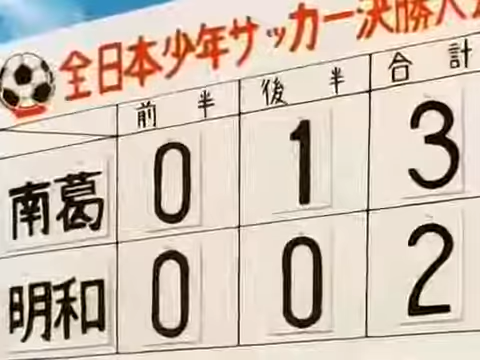 全日本少年サッカー決勝大
前半 後半 合計
南葛 0 1 3
明和 0 0 2